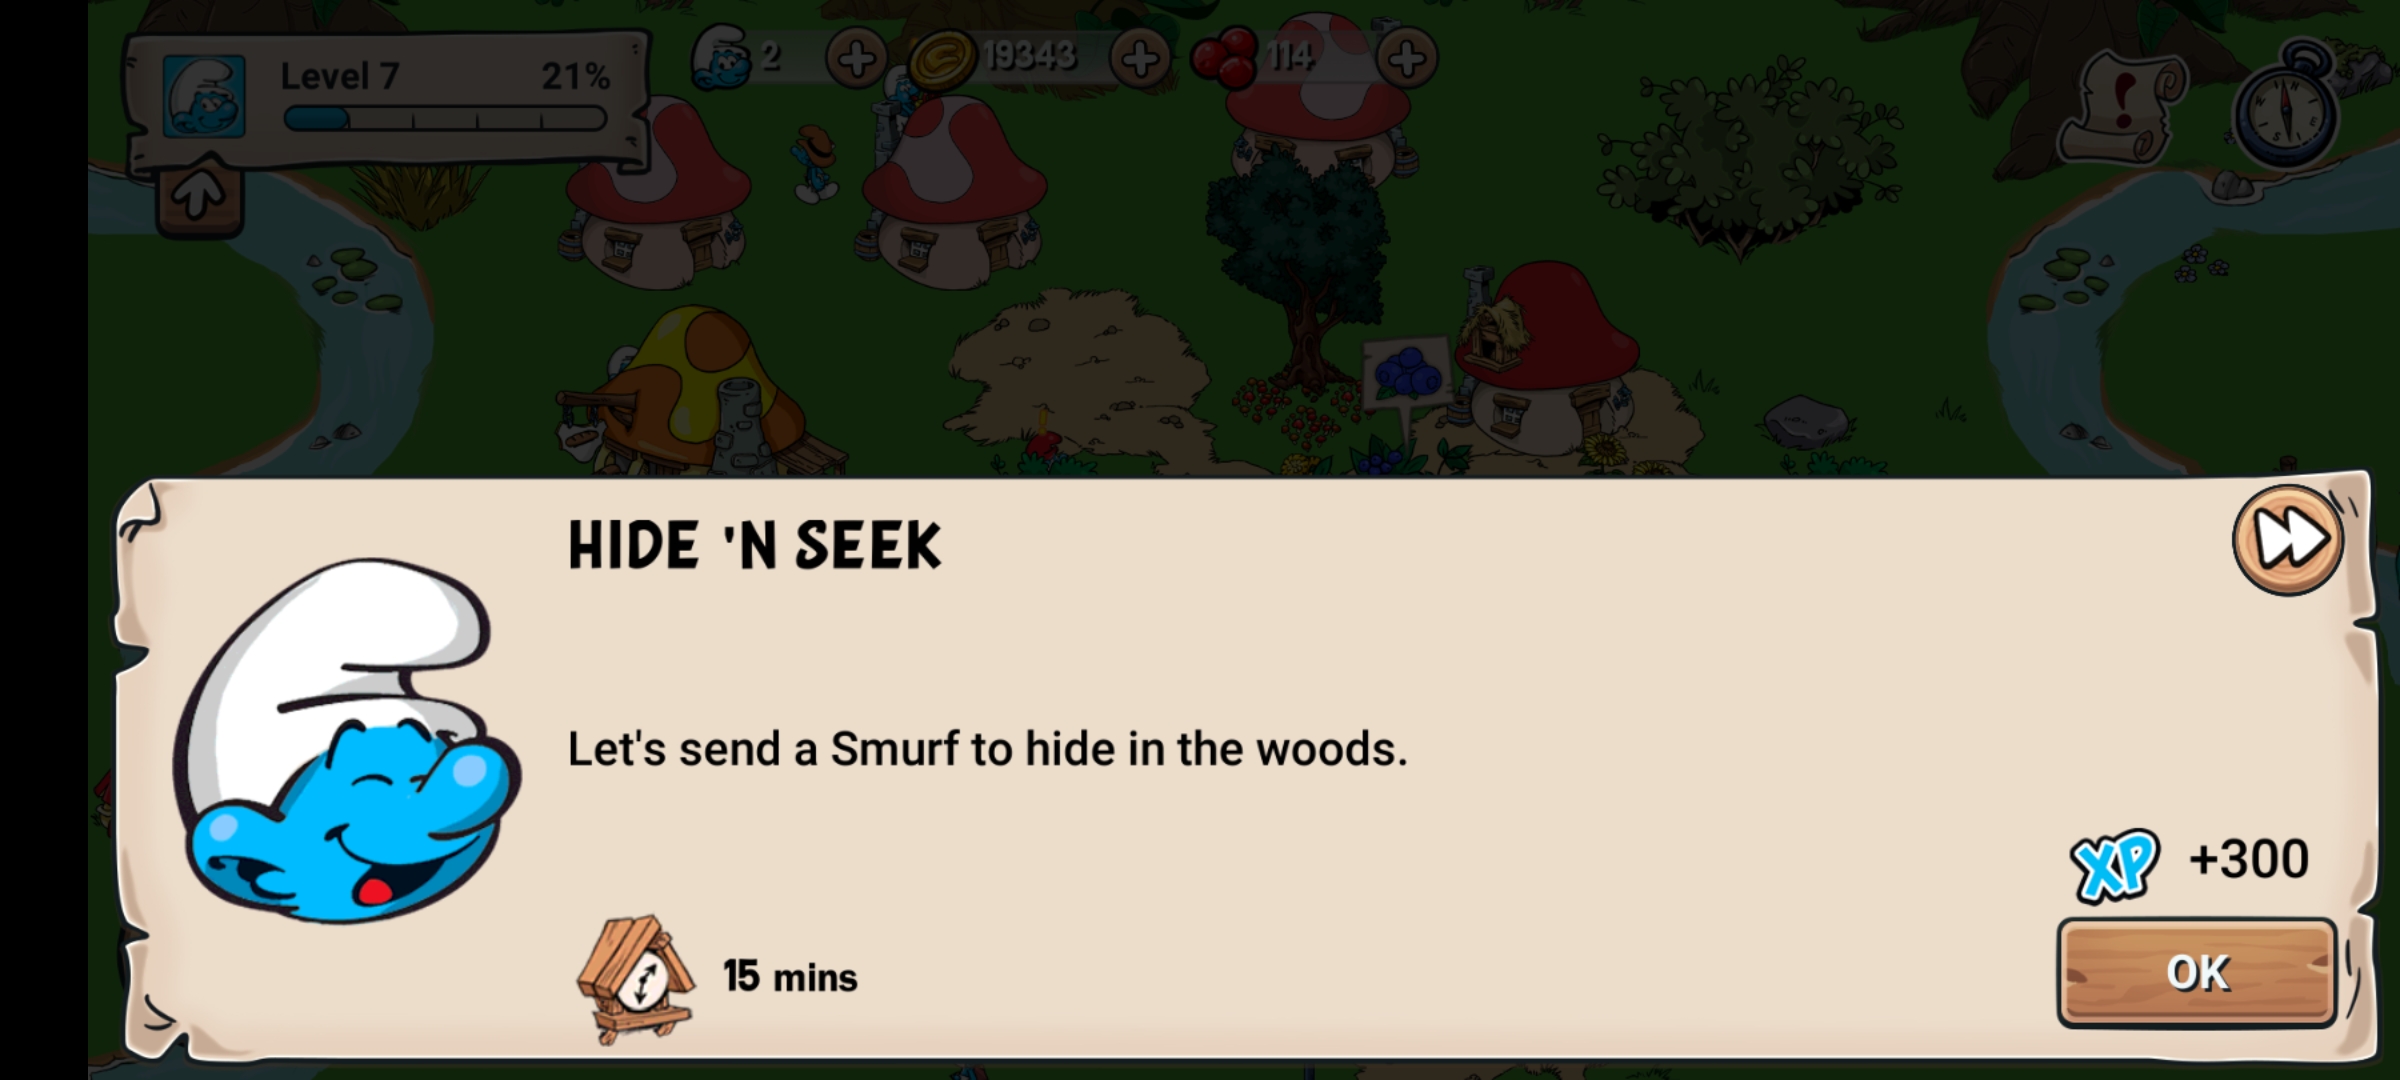 Level 7 21%
2
19343
114
HIDE 'N SEEK
Let's send a Smurf to hide in the woods.
XP +300
15 mins
OK